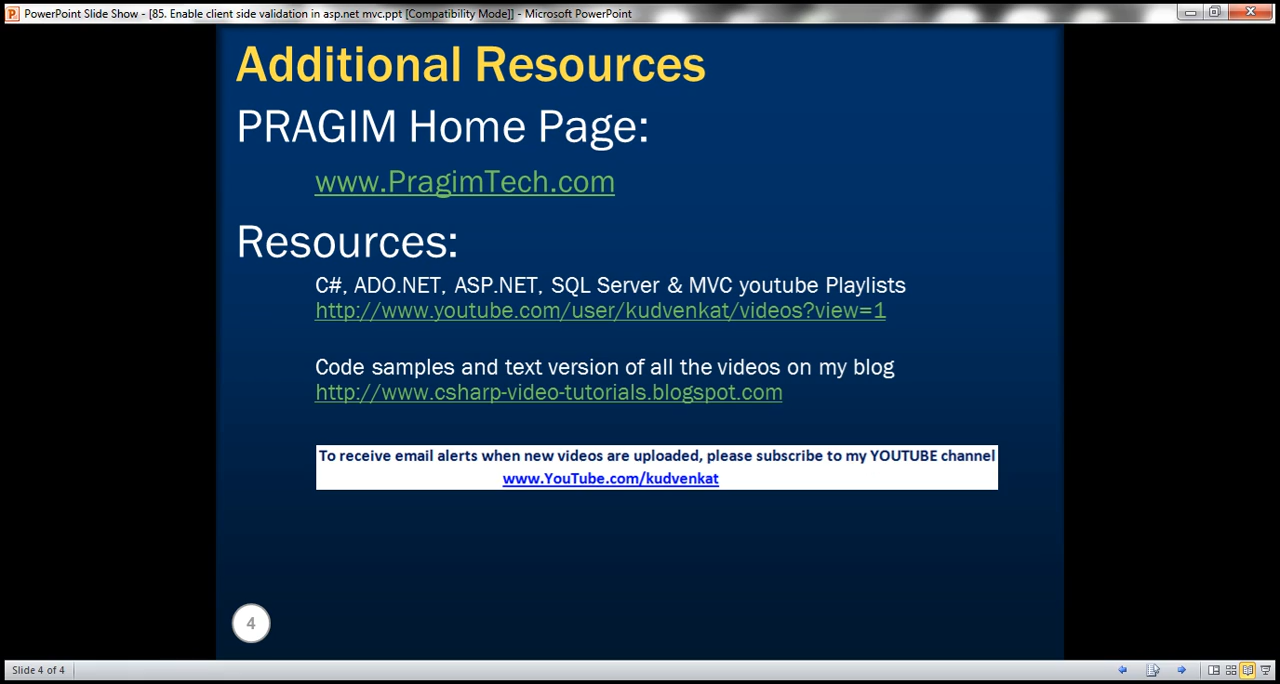 PowerPoint Slide Show - [85. Enable client side validation in asp.net mvc.ppt [Compatibility Mode]] - Microsoft PowerPoint
Additional Resources
PRAGIM Home Page:
www.PragimTech.com
Resources:
C#, ADO.NET, ASP.NET, SQL Server & MVC youtube Playlists
http://www.youtube.com/user/kudvenkat/videos?view=1
Code samples and text version of all the videos on my blog
http://www.csharp-video-tutorials.blogspot.com
To receive email alerts when new videos are uploaded, please subscribe to my YOUTUBE channel
www.YouTube.com/kudvenkat
4
Slide 4 of 4